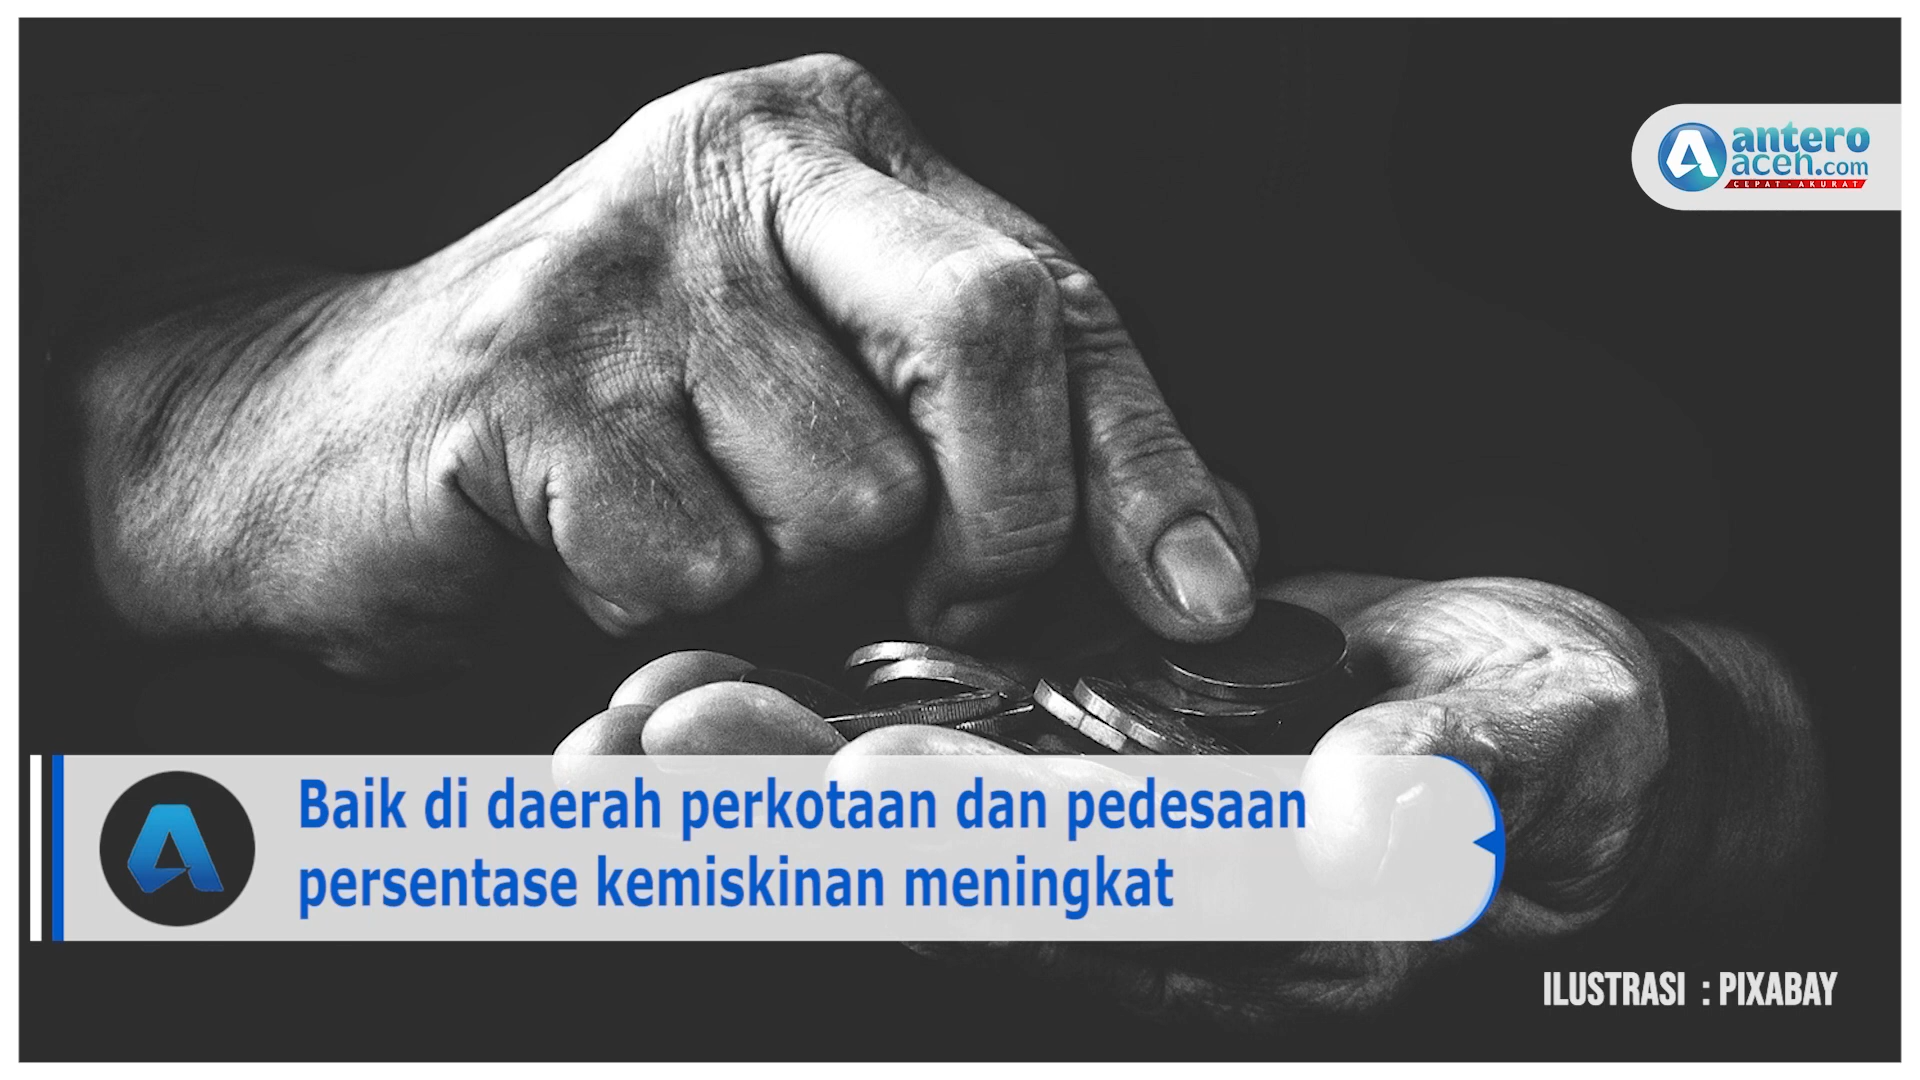 antero
aceh.com
CEPAT - AKURAT
Baik di daerah perkotaan dan pedesaan
persentase kemiskinan meningkat
ILUSTRASI : PIXABAY